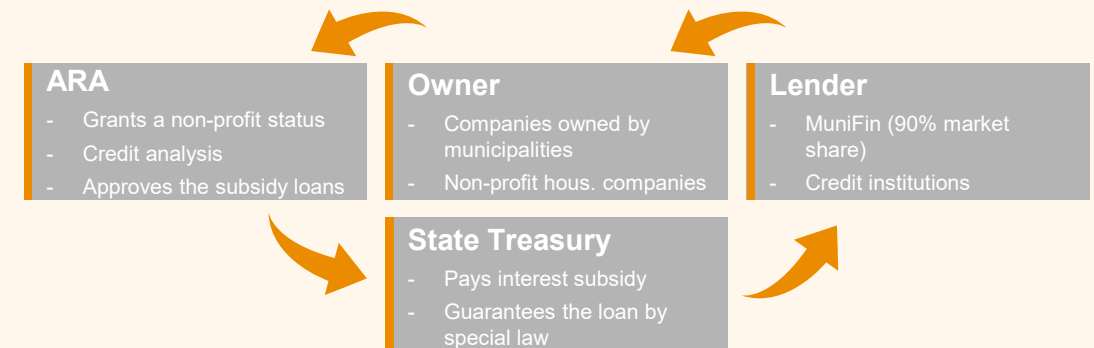 ARA
- Grants a non-profit status
- Credit analysis
- Approves the subsidy loans
Owner
- Companies owned by
municipalities
- Non-profit hous. companies
Lender
- MuniFin (90% market
share)
- Credit institutions
State Treasury
- Pays interest subsidy
- Guarantees the loan by
special law